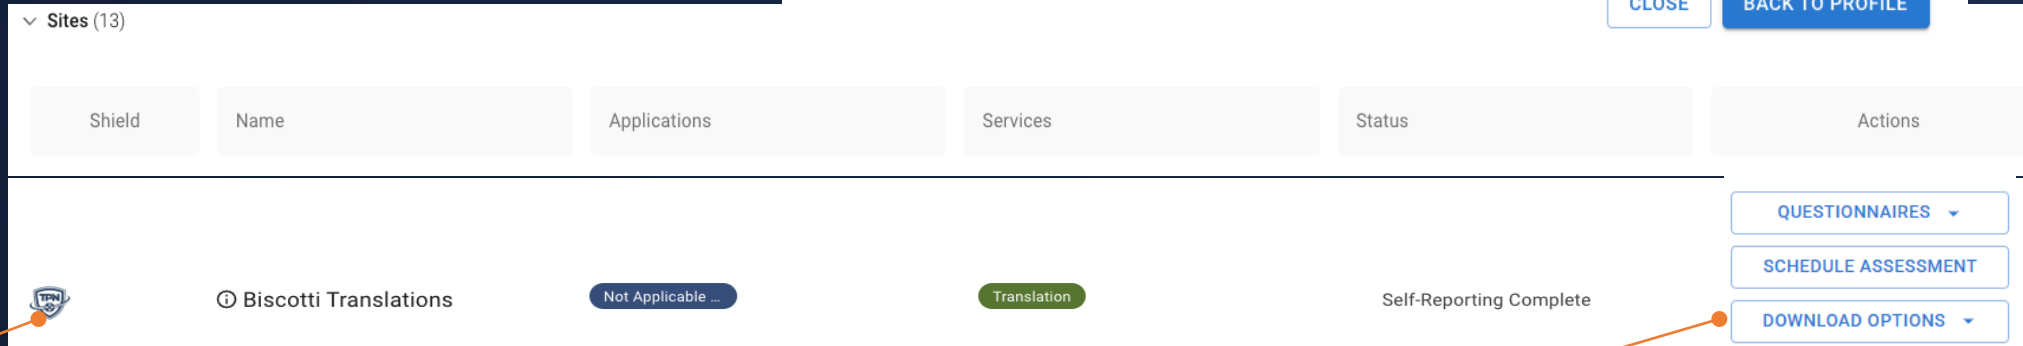 CLOSE BACK TO PROFILE
Sites (13)
Shield Name Applications Services Status Actions
QUESTIONNAIRES
SCHEDULE ASSESSMENT
TPN Biscotti Translations Not Applicable ... Translation Self-Reporting Complete
DOWNLOAD OPTIONS